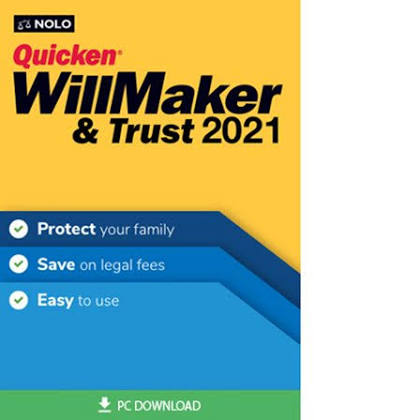 NOLO
Quicken®
WillMaker
& Trust 2021
Protect your family
Save on legal fees
Easy to use
PC DOWNLOAD